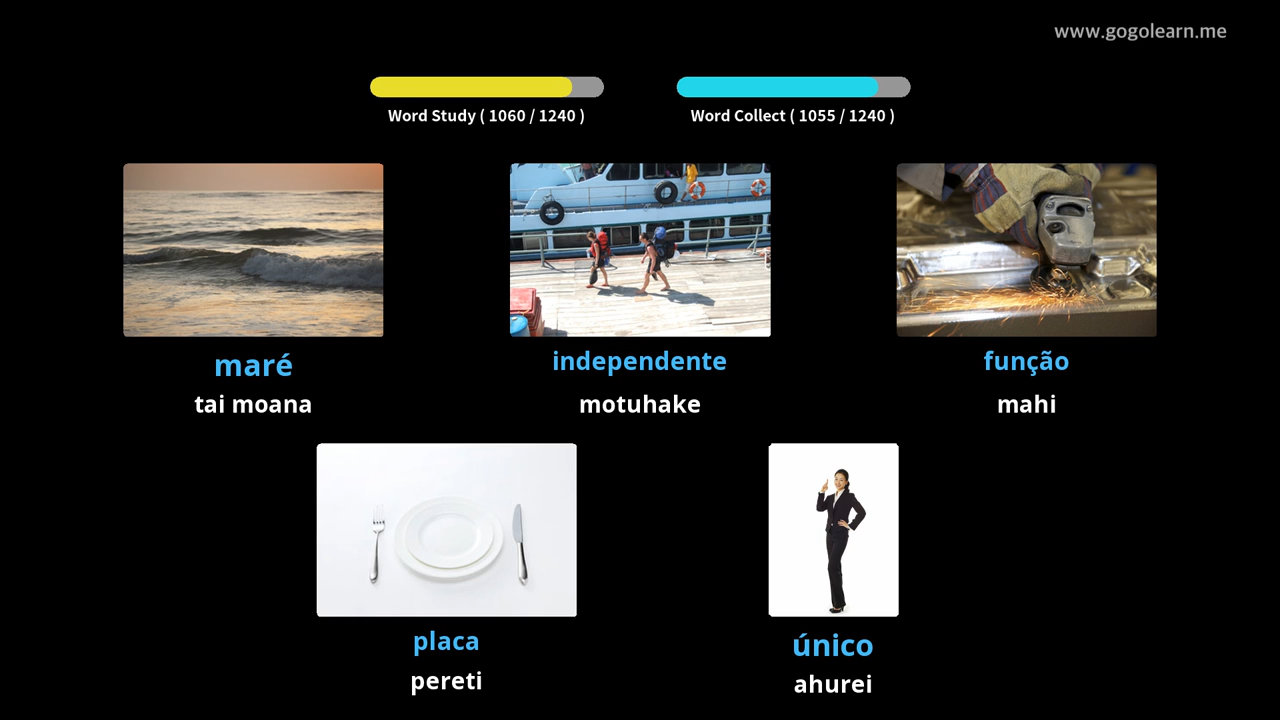 www.gogolearn.me
Word Study ( 1060 / 1240 )
Word Collect ( 1055 / 1240 )
maré
independente
função
tai moana
motuhake
mahi
placa
único
pereti
ahurei